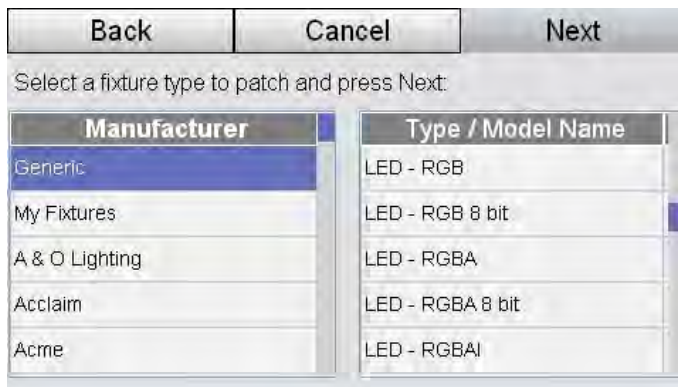 Back Cancel Next
Select a fixture type to patch and press Next:
Manufacturer
Generic
My Fixtures
A & O Lighting
Acclaim
Acme
Type / Model Name
LED - RGB
LED - RGB 8 bit
LED - RGBA
LED - RGBA 8 bit
LED - RGBAI